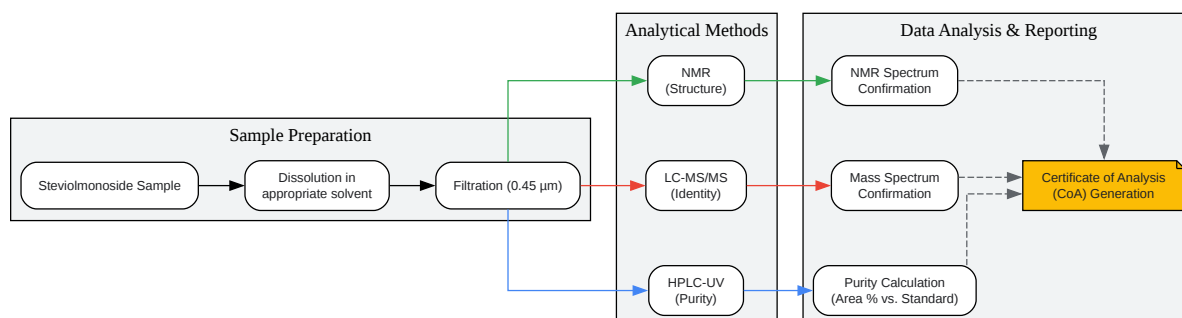 Sample Preparation
Steviolmonoside Sample
Dissolution in
appropriate solvent
Filtration (0.45 µm)
Analytical Methods
NMR
(Structure)
LC-MS/MS
(Identity)
HPLC-UV
(Purity)
Data Analysis & Reporting
NMR Spectrum
Confirmation
Mass Spectrum
Confirmation
Purity Calculation
(Area % vs. Standard)
Certificate of Analysis
(CoA) Generation